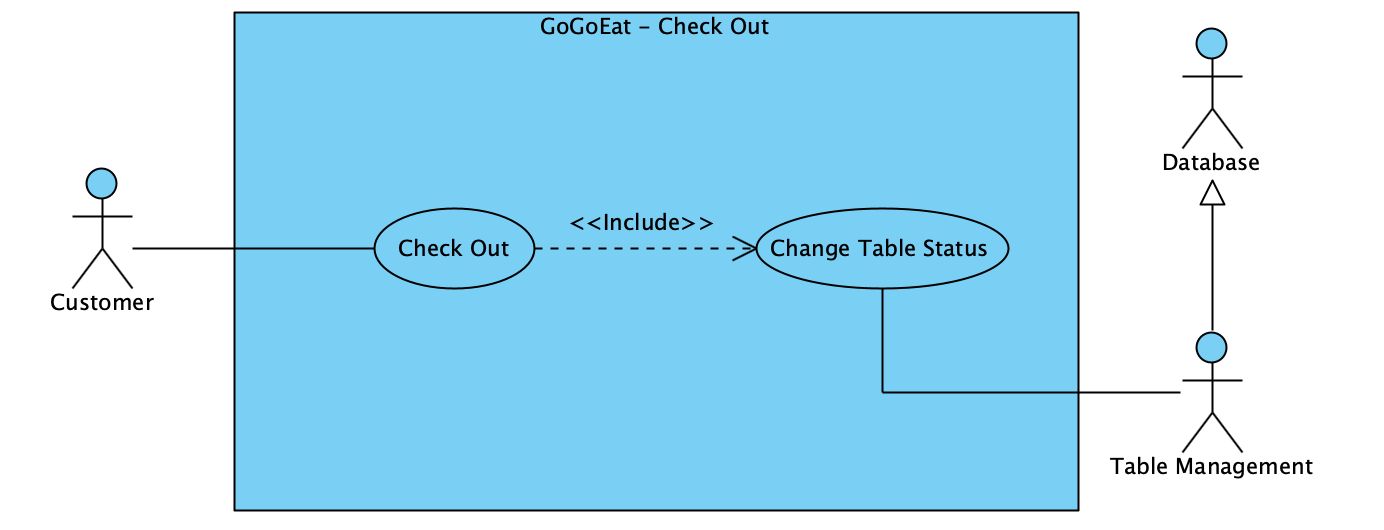 GoGoEat - Check Out
Database
Customer
Check Out
<<Include>>
Change Table Status
Table Management